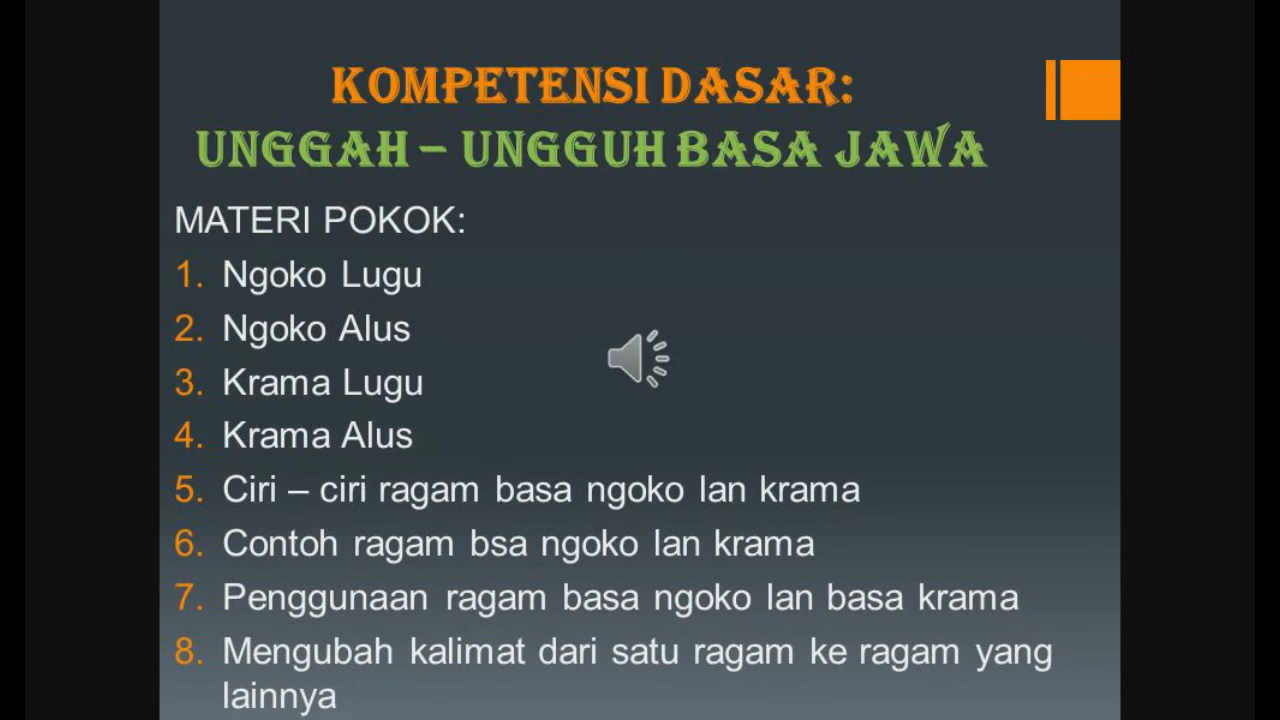 KOMPETENSI DASAR:
UNGGAH – UNGGUH BASA JAWA
MATERI POKOK:
1. Ngoko Lugu
2. Ngoko Alus
3. Krama Lugu
4. Krama Alus
5. Ciri – ciri ragam basa ngoko lan krama
6. Contoh ragam bsa ngoko lan krama
7. Penggunaan ragam basa ngoko lan basa krama
8. Mengubah kalimat dari satu ragam ke ragam yang
lainnya